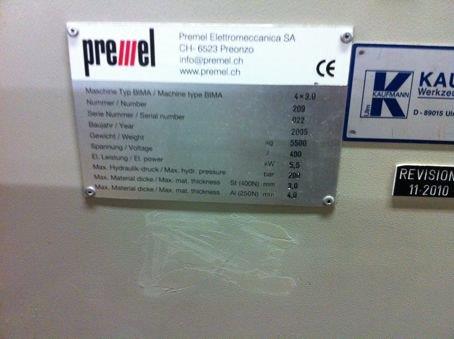 premel
Premel Elettromeccanica SA
CH- 6523 Preonzo
info@premel.ch
www.premel.ch
CE
Maschine Typ BIMA / Machine type BIMA 4×3.0
Nummer / Number 209
Serie Nummer / Serial number 022
Baujahr / Year 2005
Gewicht / Weight kg 5500
Spannung / Voltage 400
El. Leistung / El. power kW 5,5
Max. Hydraulik-druck / Max. hydr. pressure bar 200
Max. Material dicke / Max. mat. thickness St (400N) mm 3,0
Max. Material dicke / Max. mat. thickness Al (250N) mm 4,0
K
KAUFMANN
Ulm
KAU
Werkzeu
D - 89015 Ulm
REVISION
11-2010